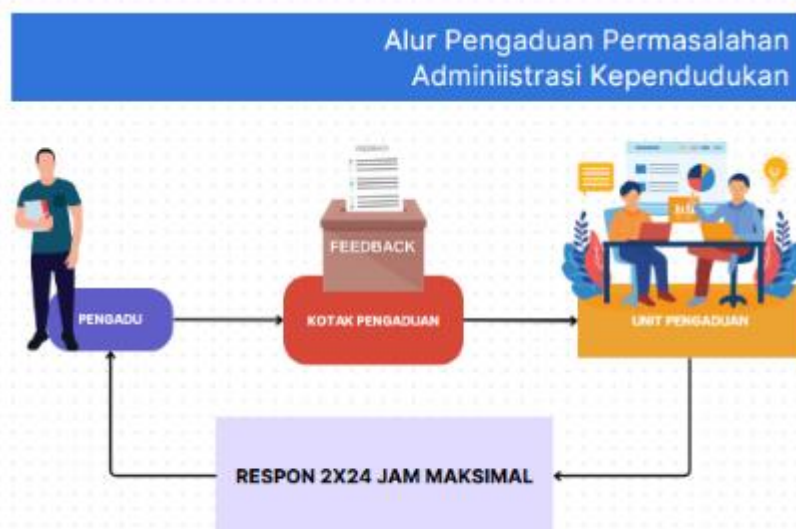 Alur Pengaduan Permasalahan
Adminiistrasi Kependudukan
FEEDBACK
PENGADU
KOTAK PENGADUAN
UNIT PENGADUAN
RESPON 2X24 JAM MAKSIMAL